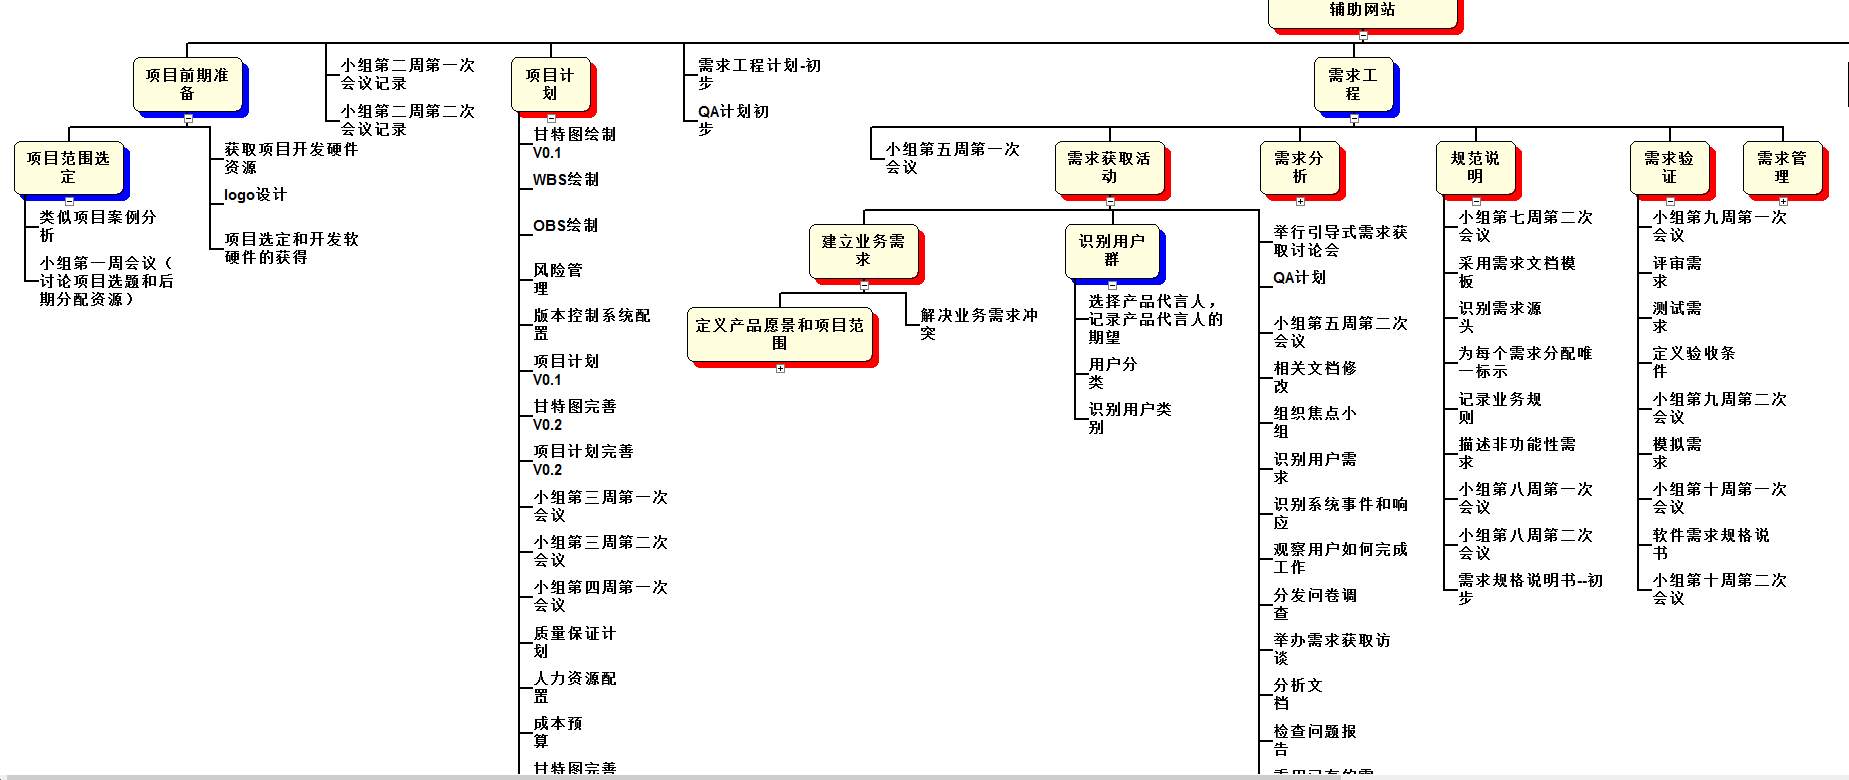 辅助网站
项目前期准
备
小组第二周第一次
会议记录
小组第二周第二次
会议记录
项目计
划
需求工程计划-初
步
QA计划初
步
需求工
程
项目范围选
定
类似项目案例分
析
小组第一周会议（
讨论项目选题和后
期分配资源）
获取项目开发硬件
资源
logo设计
项目选定和开发软
硬件的获得
甘特图绘制
V0.1
WBS绘制
OBS绘制
风险管
理
版本控制系统配
置
项目计划
V0.1
甘特图完善
V0.2
项目计划完善
V0.2
小组第三周第一次
会议
小组第三周第二次
会议
小组第四周第一次
会议
质量保证计
划
人力资源配
置
成本预
算
甘特图完善
小组第五周第一次
会议
需求获取活
动
建立业务需
求
定义产品愿景和项目范
围
解决业务需求冲
突
识别用户
群
选择产品代言人，
记录产品代言人的
期望
用户分
类
识别用户类
别
举行引导式需求获
取讨论会
QA计划
小组第五周第二次
会议
相关文档修
改
组织焦点小
组
识别用户需
求
识别系统事件和响
应
观察用户如何完成
工作
分发问卷调
查
举办需求获取访
谈
分析文
档
检查问题报
告
需求分
析
规范说
明
小组第七周第二次
会议
采用需求文档模
板
识别需求源
头
为每个需求分配唯
一标示
记录业务规
则
描述非功能性需
求
小组第八周第一次
会议
小组第八周第二次
会议
需求规格说明书--初
步
需求验
证
小组第九周第一次
会议
评审需
求
测试需
求
定义验收条
件
小组第九周第二次
会议
模拟需
求
小组第十周第一次
会议
软件需求规格说
书
小组第十周第二次
会议
需求管
理